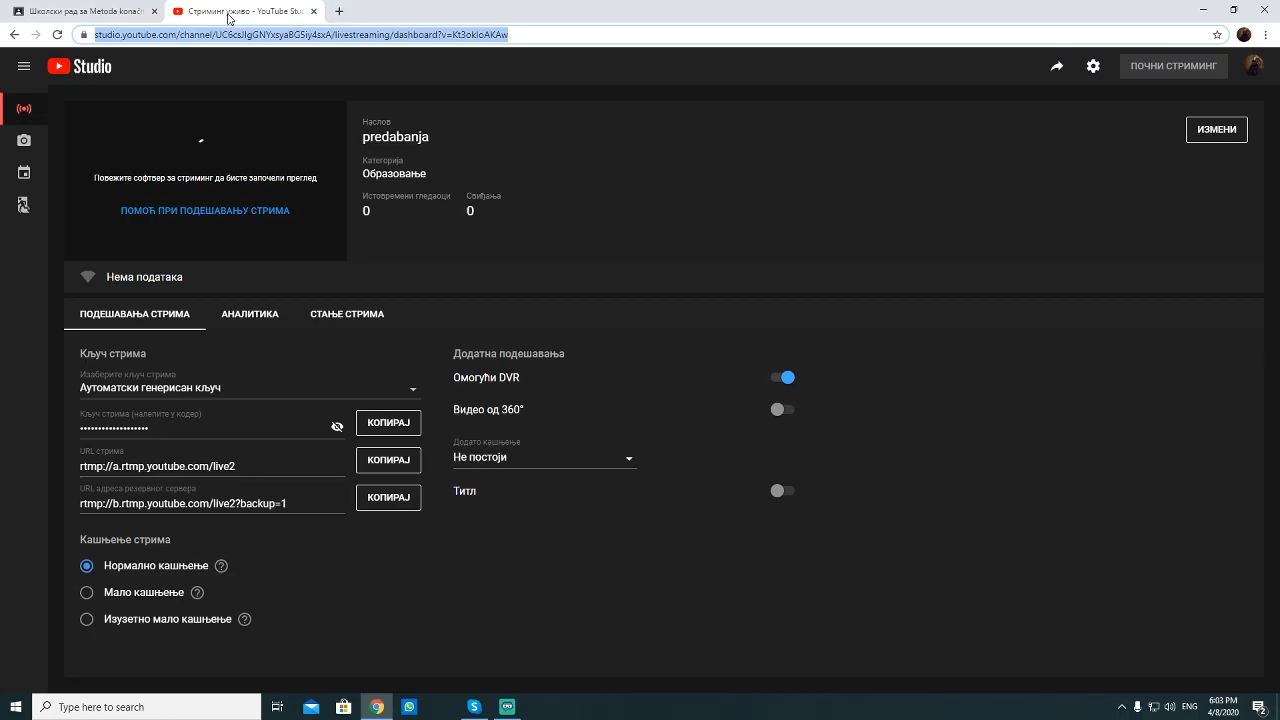 Школски рад за Metoda konačn
Стриминг уживо - YouTube Stu
studio.youtube.com/channel/UC6csJIgGNYxsyaBG5iy4sxA/livestreaming/dashboard?v=Kt3okIoAKAw
Studio
ПОЧНИ СТРИМИНГ
Наслов
predabanja
ИЗМЕНИ
Категорија
Образовање
Повежите софтвер за стриминг да бисте започели преглед
Истовремени гледаоци Свиђања
0 0
ПОМОЋ ПРИ ПОДЕШАВАЊУ СТРИМА
Нема података
ПОДЕШАВАЊА СТРИМА АНАЛИТИКА СТАЊЕ СТРИМА
Кључ стрима
Изаберите кључ стрима
Аутоматски генерисан кључ
Кључ стрима (налепите у кодер)
••••••••••••••••••• КОПИРАЈ
URL стрима
rtmp://a.rtmp.youtube.com/live2 КОПИРАЈ
URL адреса резервног сервера
rtmp://b.rtmp.youtube.com/live2?backup=1 КОПИРАЈ
Кашњење стрима
Нормално кашњење
Мало кашњење
Изузетно мало кашњење
Додатна подешавања
Омогући DVR
Видео од 360°
Додато кашњење
Не постоји
Титл
Type here to search
ENG
6:03 PM
4/8/2020
2